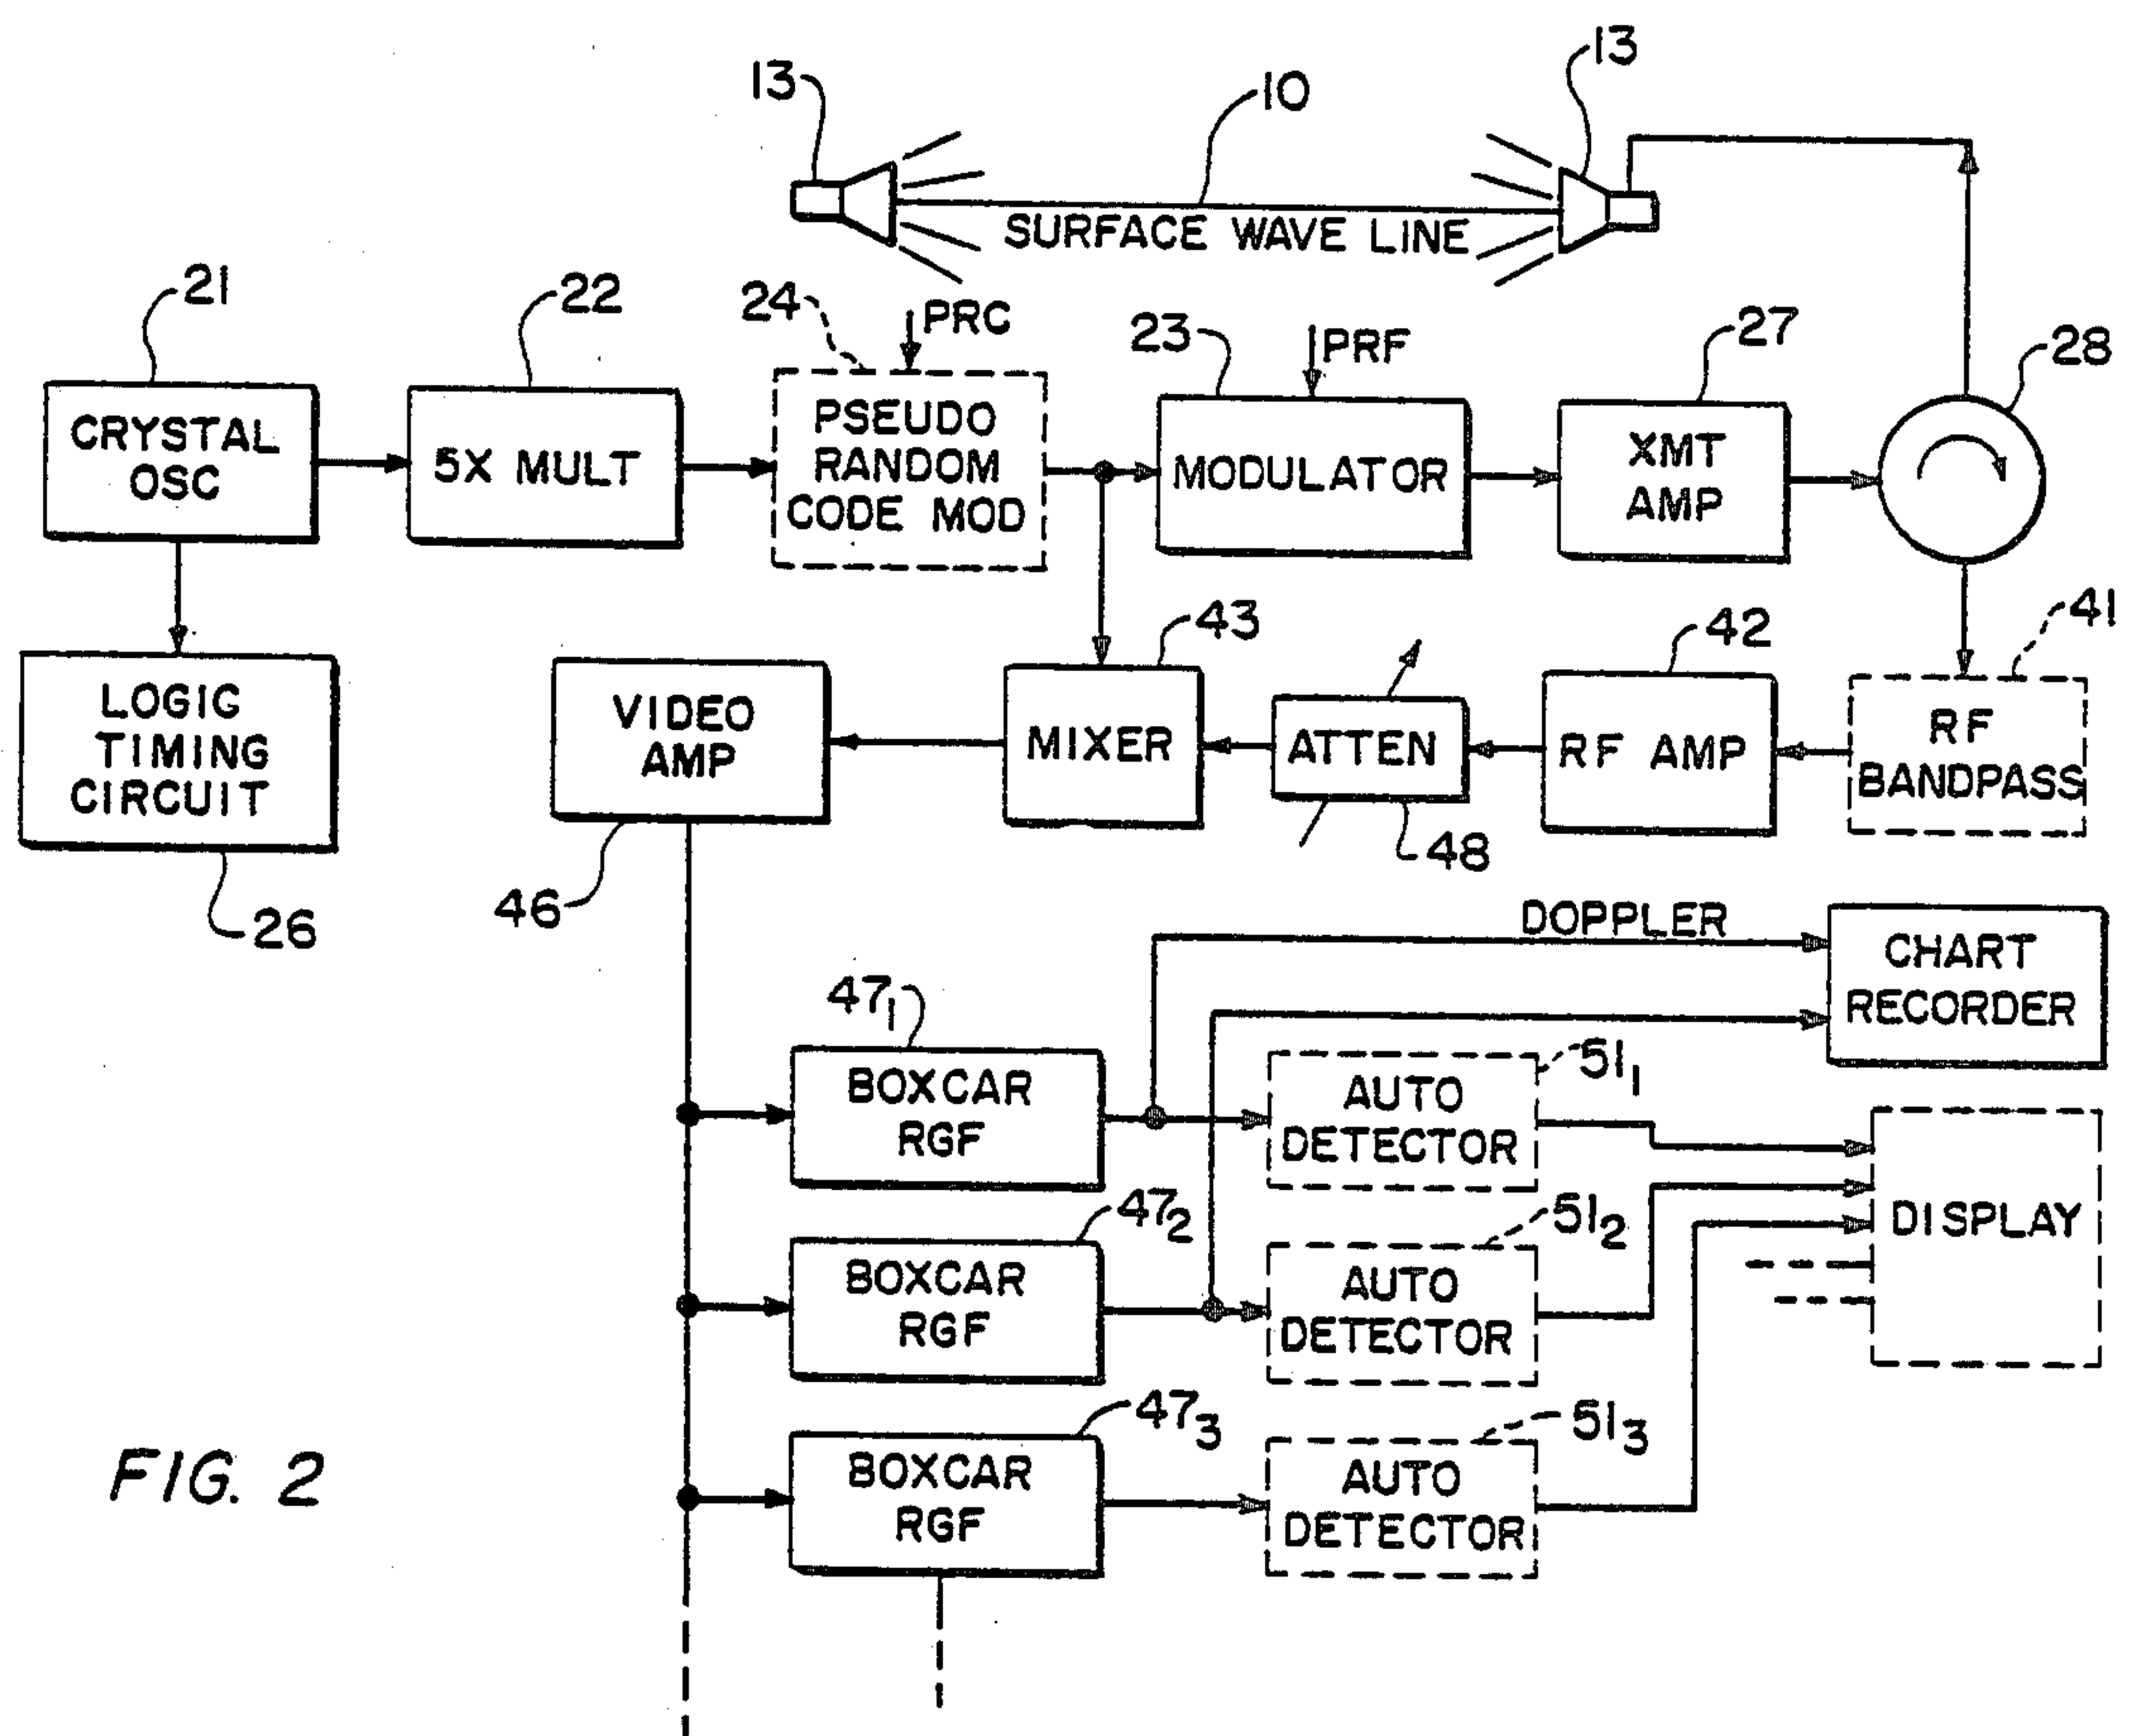 13
10
13
SURFACE WAVE LINE
21
22
24
PRC
23
PRF
27
28
CRYSTAL
OSC
5X MULT
PSEUDO
RANDOM
CODE MOD
MODULATOR
XMT
AMP
43
42
41
LOGIC
TIMING
CIRCUIT
VIDEO
AMP
MIXER
ATTEN
RF AMP
RF
BANDPASS
26
46
48
DOPPLER
CHART
RECORDER
47₁
BOXCAR
RGF
51₁
AUTO
DETECTOR
DISPLAY
47₂
BOXCAR
RGF
51₂
AUTO
DETECTOR
47₃
BOXCAR
RGF
51₃
AUTO
DETECTOR
FIG. 2